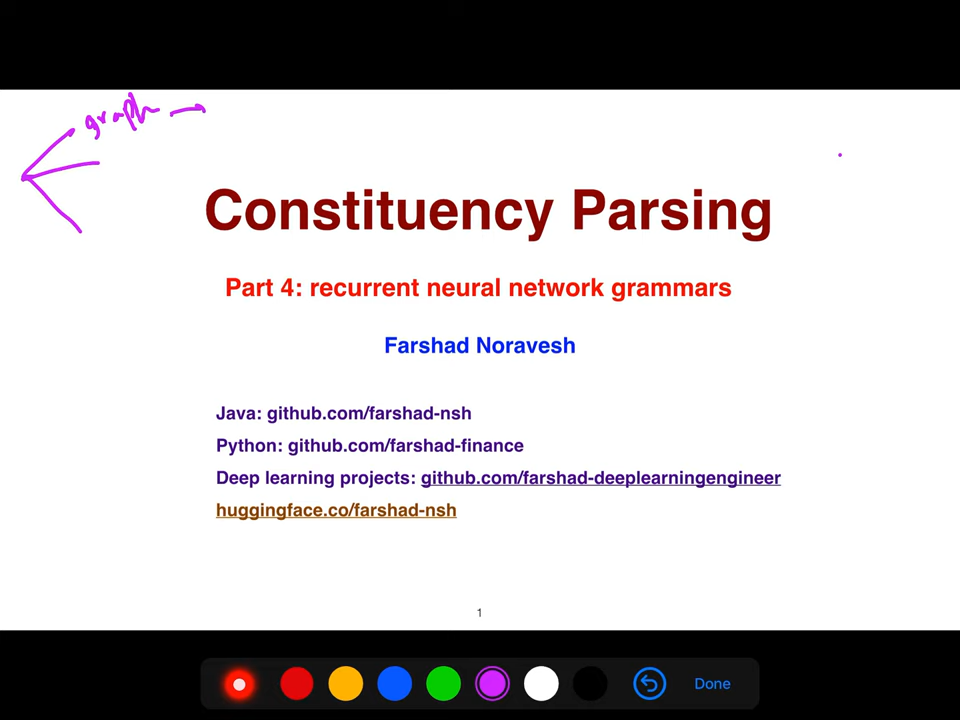 graph
Constituency Parsing
Part 4: recurrent neural network grammars
Farshad Noravesh
Java: github.com/farshad-nsh
Python: github.com/farshad-finance
Deep learning projects: github.com/farshad-deeplearningengineer
huggingface.co/farshad-nsh
1
Done